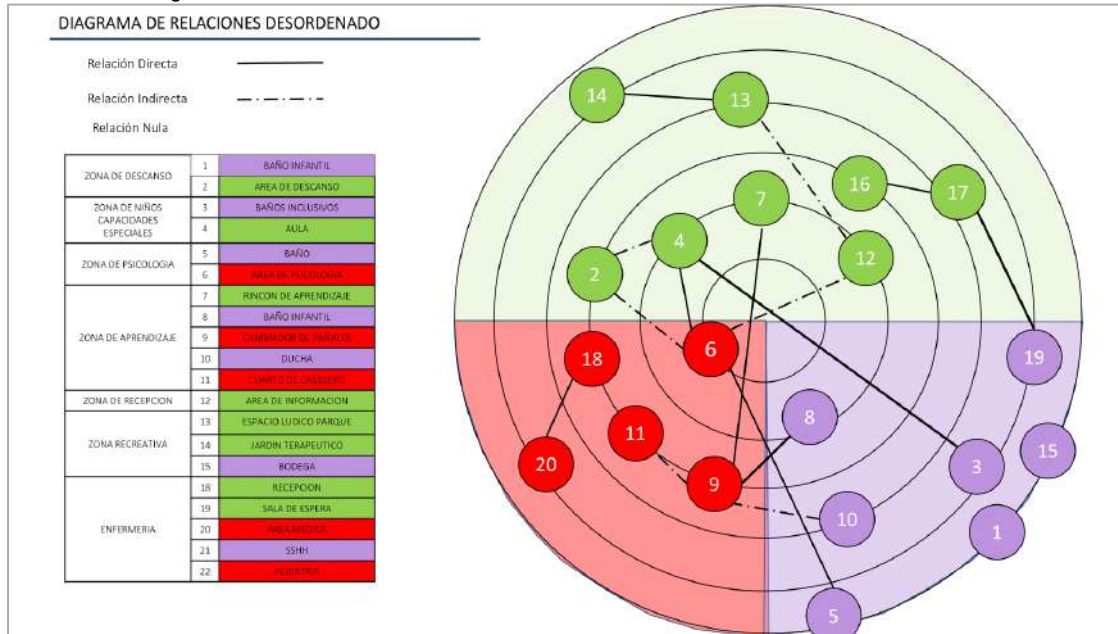 DIAGRAMA DE RELACIONES DESORDENADO
Relación Directa
Relación Indirecta
Relación Nula
ZONA DE DESCANSO
1 BAÑO INFANTIL
2 AREA DE DESCANSO
ZONA DE NIÑOS CAPACIDADES ESPECIALES
3 BAÑOS INCLUSIVOS
4 AULA
ZONA DE PSICOLOGIA
5 BAÑO
6 AREA DE PSICOLOGIA
ZONA DE APRENDIZAJE
7 RINCON DE APRENDIZAJE
8 BAÑO INFANTIL
9 CAMBIADOR DE PAÑALES
10 DUCHA
11 CUARTO DE CASILLERO
ZONA DE RECEPCION
12 AREA DE INFORMACION
ZONA RECREATIVA
13 ESPACIO LUDICO PARQUE
14 JARDIN TERAPEUTICO
15 BODEGA
ENFERMERIA
18 RECEPCION
19 SALA DE ESPERA
20 AREA MEDICA
21 SSHH
22 PEDIATRIA
14
13
16
17
7
4
12
2
6
18
19
8
11
15
20
9
3
10
1
5